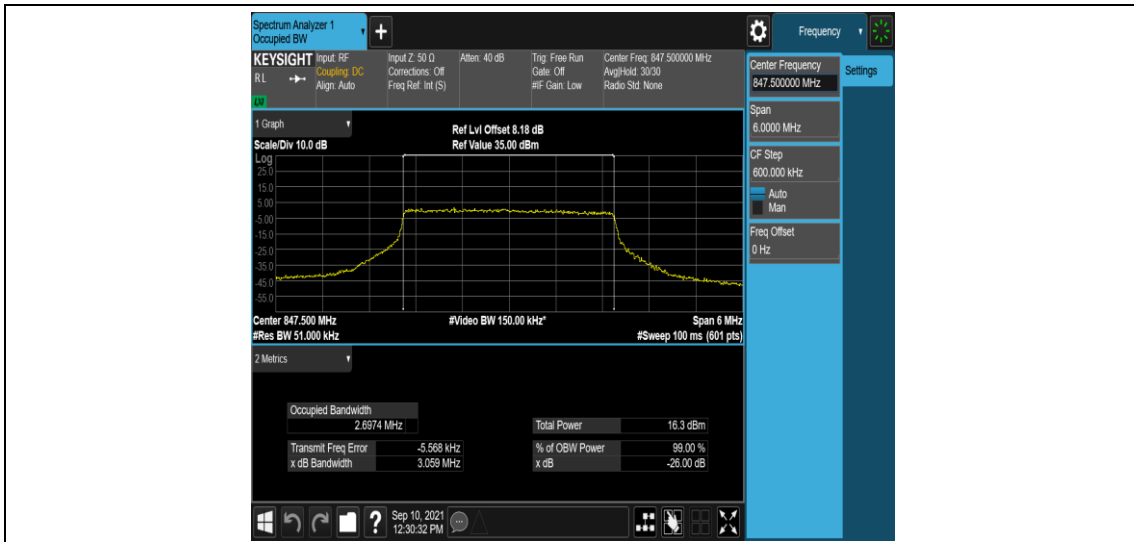 Spectrum Analyzer 1
Occupied BW
+
Frequency
KEYSIGHT Input: RF Input Z: 50 Ω Atten: 40 dB Trig: Free Run Center Freq: 847.500000 MHz
RL Coupling: DC Corrections: Off Gate: Off Avg|Hold: 30/30
Align: Auto Freq Ref: Int (S) #IF Gain: Low Radio Std: None
LXI
Center Frequency
847.500000 MHz
Settings
Span
6.0000 MHz
CF Step
600.000 kHz
Auto
Man
Freq Offset
0 Hz
1 Graph
Ref Lvl Offset 8.18 dB
Scale/Div 10.0 dB Ref Value 35.00 dBm
Log
25.0
15.0
5.00
-5.00
-15.0
-25.0
-35.0
-45.0
-55.0
Center 847.500 MHz #Video BW 150.00 kHz* Span 6 MHz
#Res BW 51.000 kHz #Sweep 100 ms (601 pts)
2 Metrics
Occupied Bandwidth
2.6974 MHz Total Power 16.3 dBm
Transmit Freq Error -5.568 kHz % of OBW Power 99.00 %
x dB Bandwidth 3.059 MHz x dB -26.00 dB
? Sep 10, 2021
12:30:32 PM